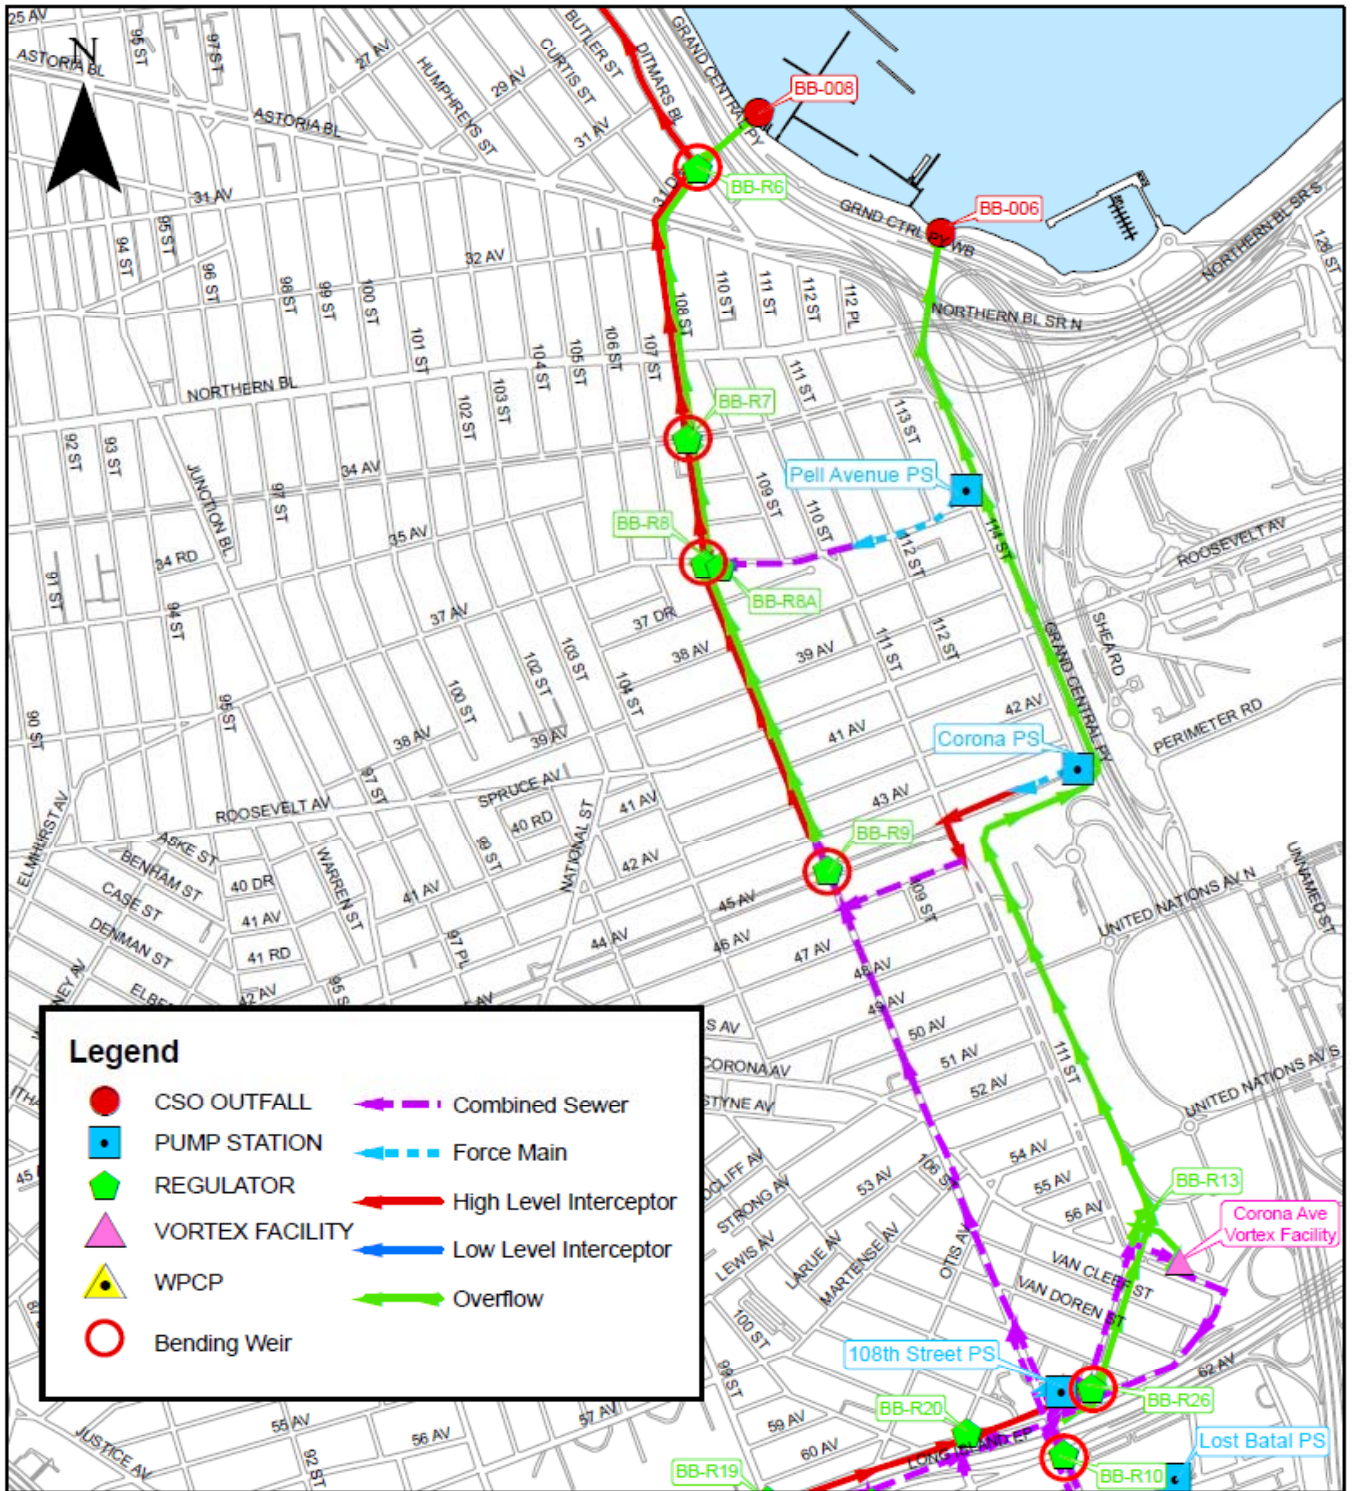 25 AV
95 ST
97 ST
ASTORIA BL
N
27 AV
HUMPHREYS ST
29 AV
CURTIS ST
BUTLER ST
31 AV
DITMARS BL
GRAND CENTRAL PY
BB-008
ASTORIA BL
BB-R6
31 AV
BB-006
GRND CTRL PY WB
NORTHERN BL SR S
126 ST
95 ST
94 ST
96 ST
98 ST
99 ST
100 ST
32 AV
108 ST
110 ST
111 ST
112 ST
112 PL
NORTHERN BL SR N
101 ST
104 ST
105 ST
106 ST
107 ST
NORTHERN BL
102 ST
103 ST
BB-R7
111 ST
113 ST
92 ST
93 ST
JUNCTION BL
97 ST
34 AV
Pell Avenue PS
109 ST
110 ST
BB-R8
35 AV
34 RD
112 ST
114 ST
ROOSEVELT AV
91 ST
94 ST
BB-R8A
37 DR
37 AV
38 AV
39 AV
111 ST
112 ST
GRAND CENTRAL PY
SHEA RD
103 ST
102 ST
104 ST
100 ST
95 ST
90 ST
38 AV
39 AV
41 AV
42 AV
Corona PS
PERIMETER RD
97 ST
SPRUCE AV
ROOSEVELT AV
40 RD
41 AV
43 AV
ELMHURST AV
ASKE ST
BENHAM ST
CASE ST
DENMAN ST
40 DR
41 AV
41 RD
42 AV
WARREN ST
99 ST
NATIONAL ST
42 AV
41 AV
BB-R9
109 ST
45 AV
44 AV
46 AV
47 AV
48 AV
49 AV
50 AV
51 AV
52 AV
97 PL
UNITED NATIONS AV N
UNNAMED ST
111 ST
UNITED NATIONS AV S
S AV
CORONA AV
STYNE AV
45 AV
Legend
CSO OUTFALL
PUMP STATION
REGULATOR
VORTEX FACILITY
WPCP
Bending Weir
Combined Sewer
Force Main
High Level Interceptor
Low Level Interceptor
Overflow
STRONG AV
LEWIS AV
LARUE AV
MARTENSE AV
53 AV
106 ST
OTIS AV
54 AV
55 AV
56 AV
BB-R13
Corona Ave
Vortex Facility
VAN CLEEF ST
VAN DOREN ST
100 ST
99 ST
108th Street PS
62 AV
BB-R26
BB-R20
LONG ISLAND EP
Lost Batal PS
BB-R10
BB-R19
59 AV
60 AV
57 AV
55 AV
56 AV
92 ST
JUSTICE AV